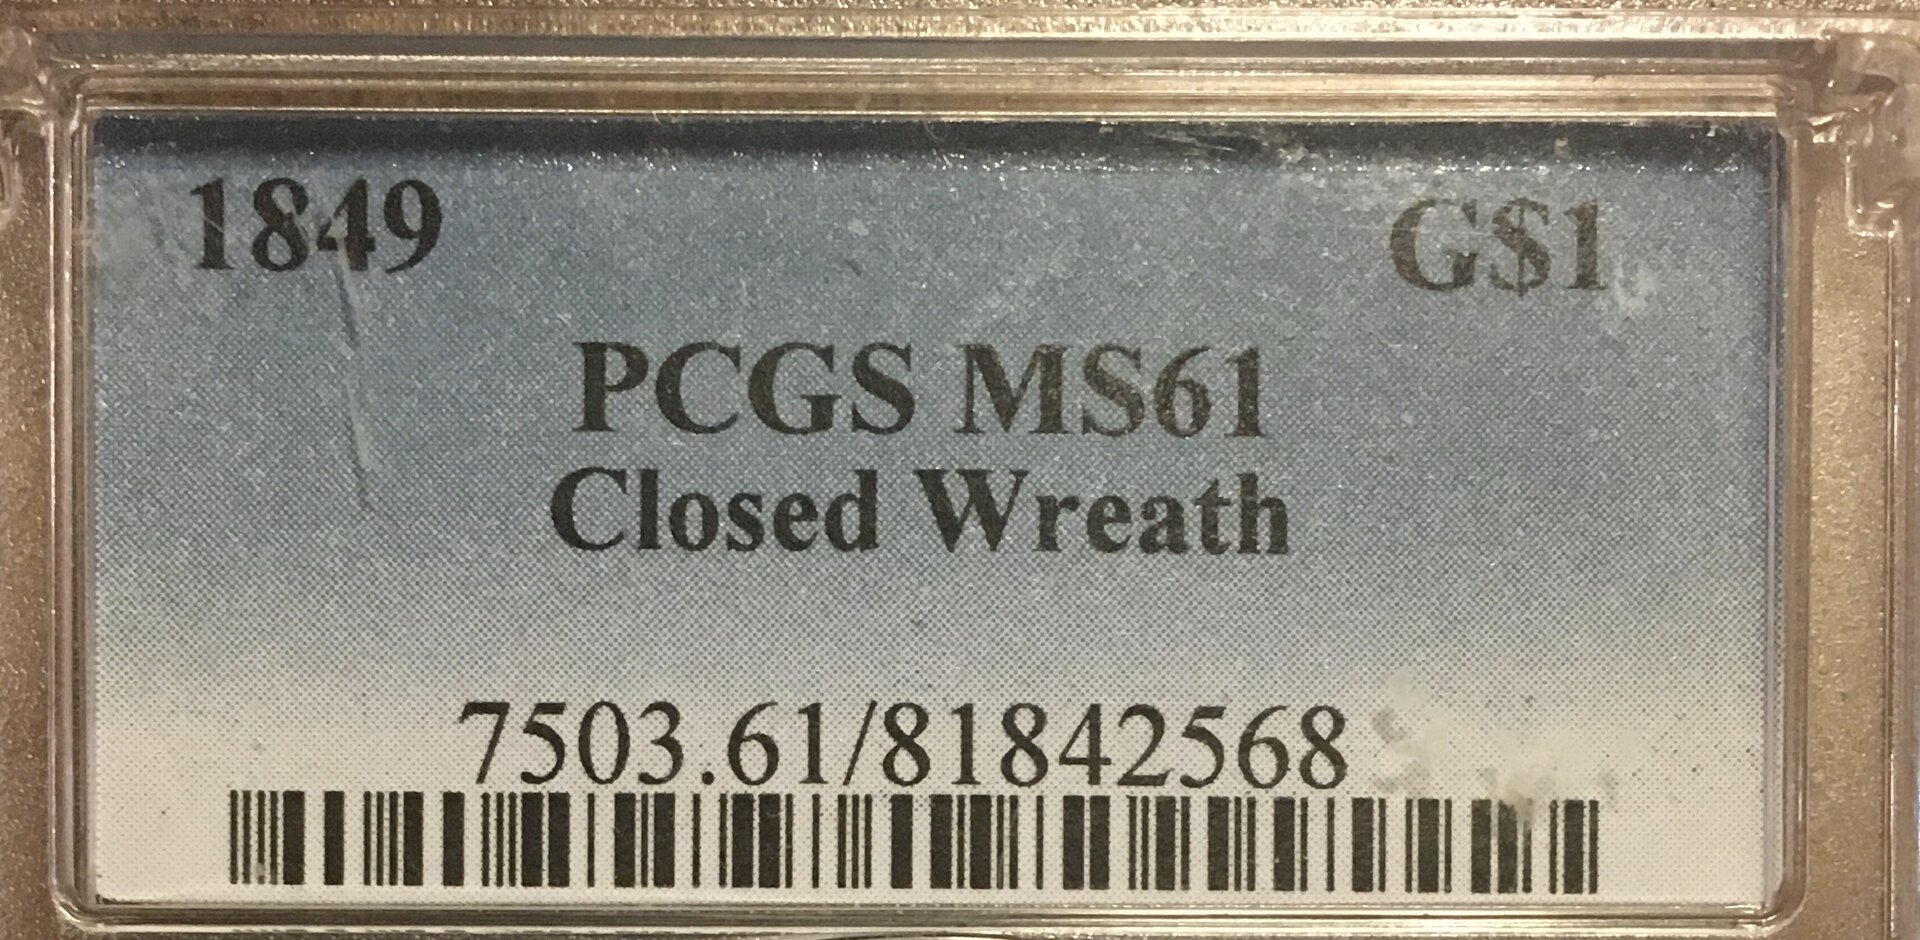 1849 G$1
PCGS MS61
Closed Wreath
7503.61/81842568